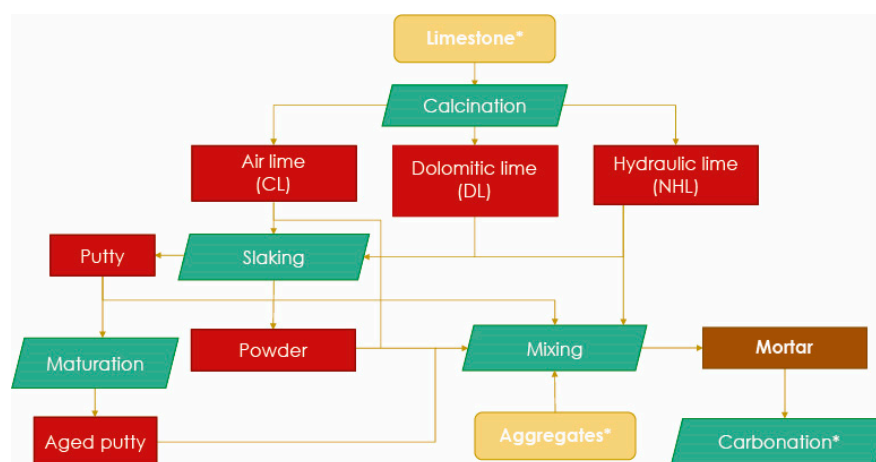 Limestone*
Calcination
Air lime
(CL)
Dolomitic lime
(DL)
Hydraulic lime
(NHL)
Putty
Slaking
Maturation
Powder
Mixing
Mortar
Aged putty
Aggregates*
Carbonation*